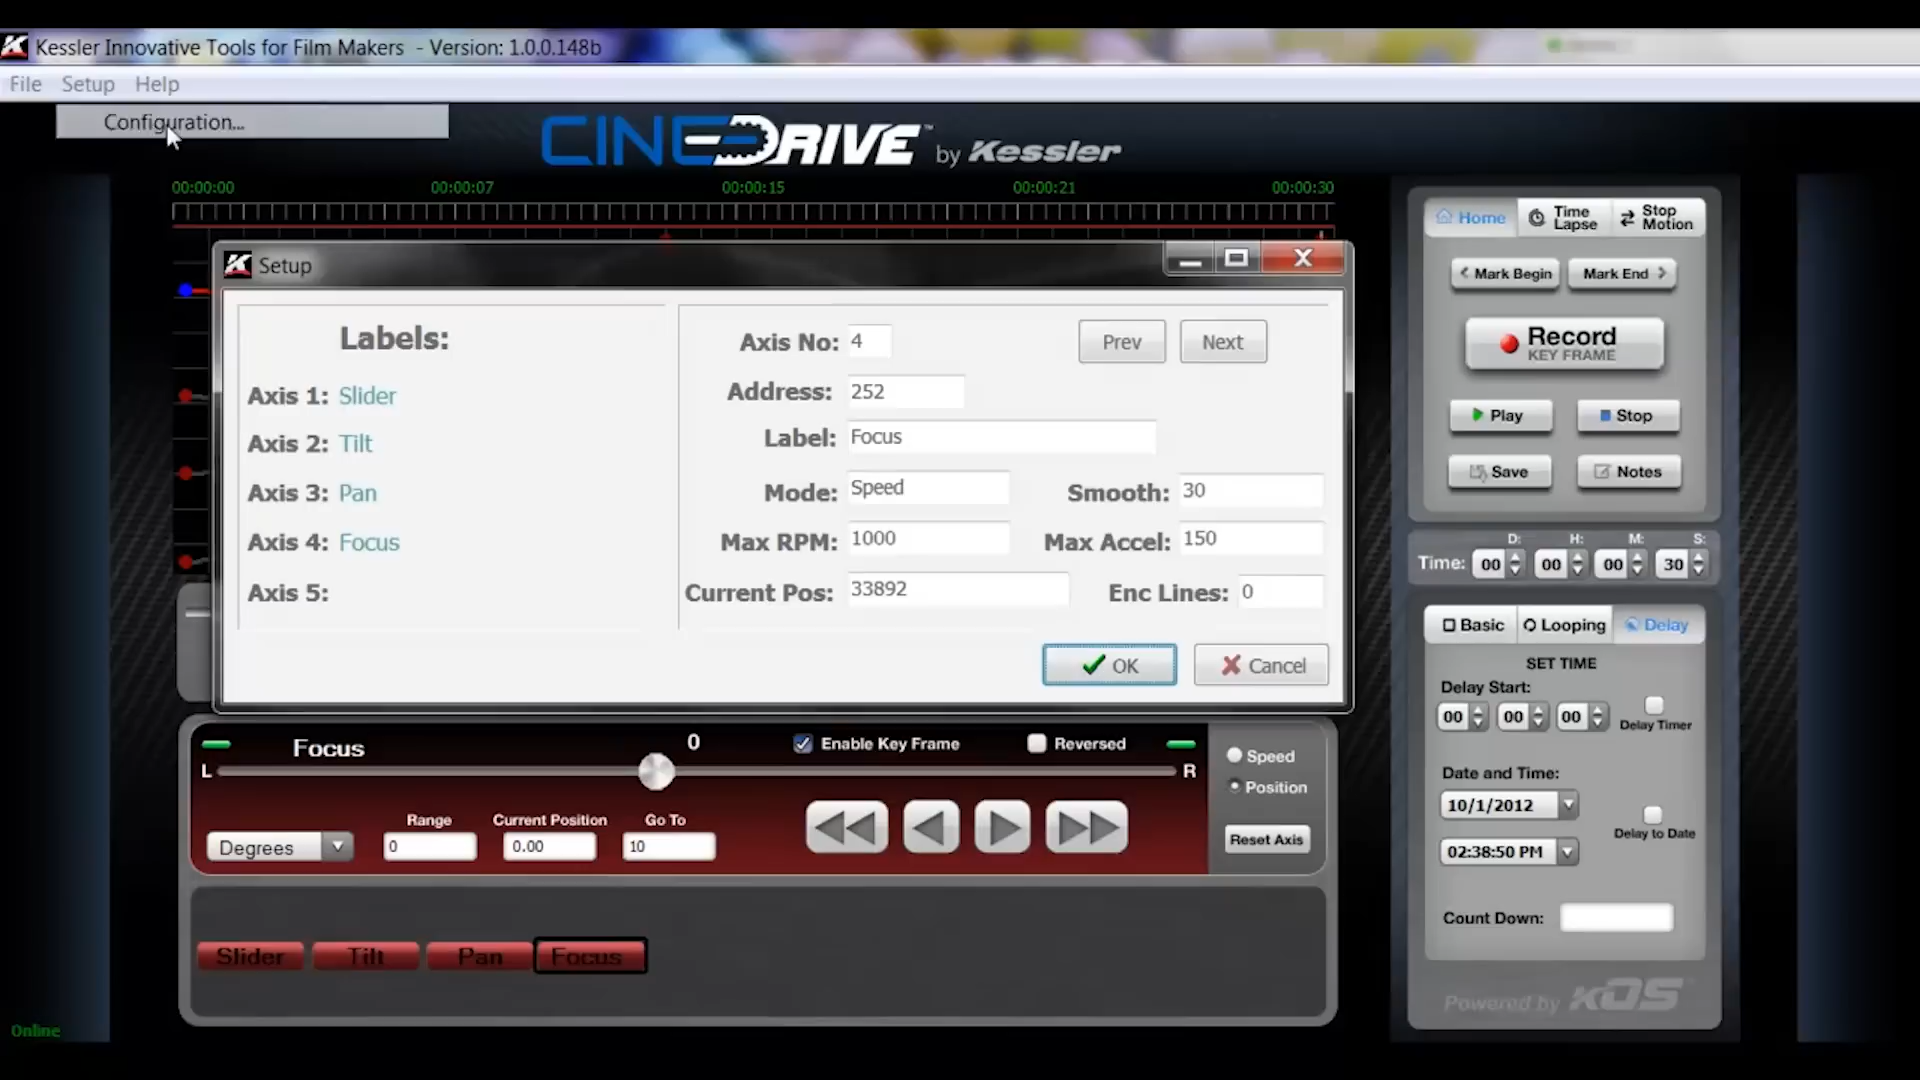 Kessler Innovative Tools for Film Makers - Version: 1.0.0.148b
File Setup Help
Configuration...
CINEDRIVE™ by Kessler
00:00:00 00:00:07 00:00:15 00:00:21 00:00:30
Setup
Labels:
Axis 1: Slider
Axis 2: Tilt
Axis 3: Pan
Axis 4: Focus
Axis 5:
Axis No: 4 Prev Next
Address: 252
Label: Focus
Mode: Speed Smooth: 30
Max RPM: 1000 Max Accel: 150
Current Pos: 33892 Enc Lines: 0
OK Cancel
Focus 0 Enable Key Frame Reversed
L R
Speed
Position
Range Current Position Go To
Degrees 0 0.00 10
Reset Axis
Slider Tilt Pan Focus
Online
Home Time Lapse Stop Motion
Mark Begin Mark End
Record
KEY FRAME
Play Stop
Save Notes
D: H: M: S:
Time: 00 00 00 30
Basic Looping Delay
SET TIME
Delay Start:
00 00 00
Delay Timer
Date and Time:
10/1/2012
Delay to Date
02:38:50 PM
Count Down:
Powered by kOS